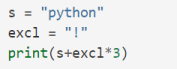 s = "python"
excl = "!"
print(s+excl*3)